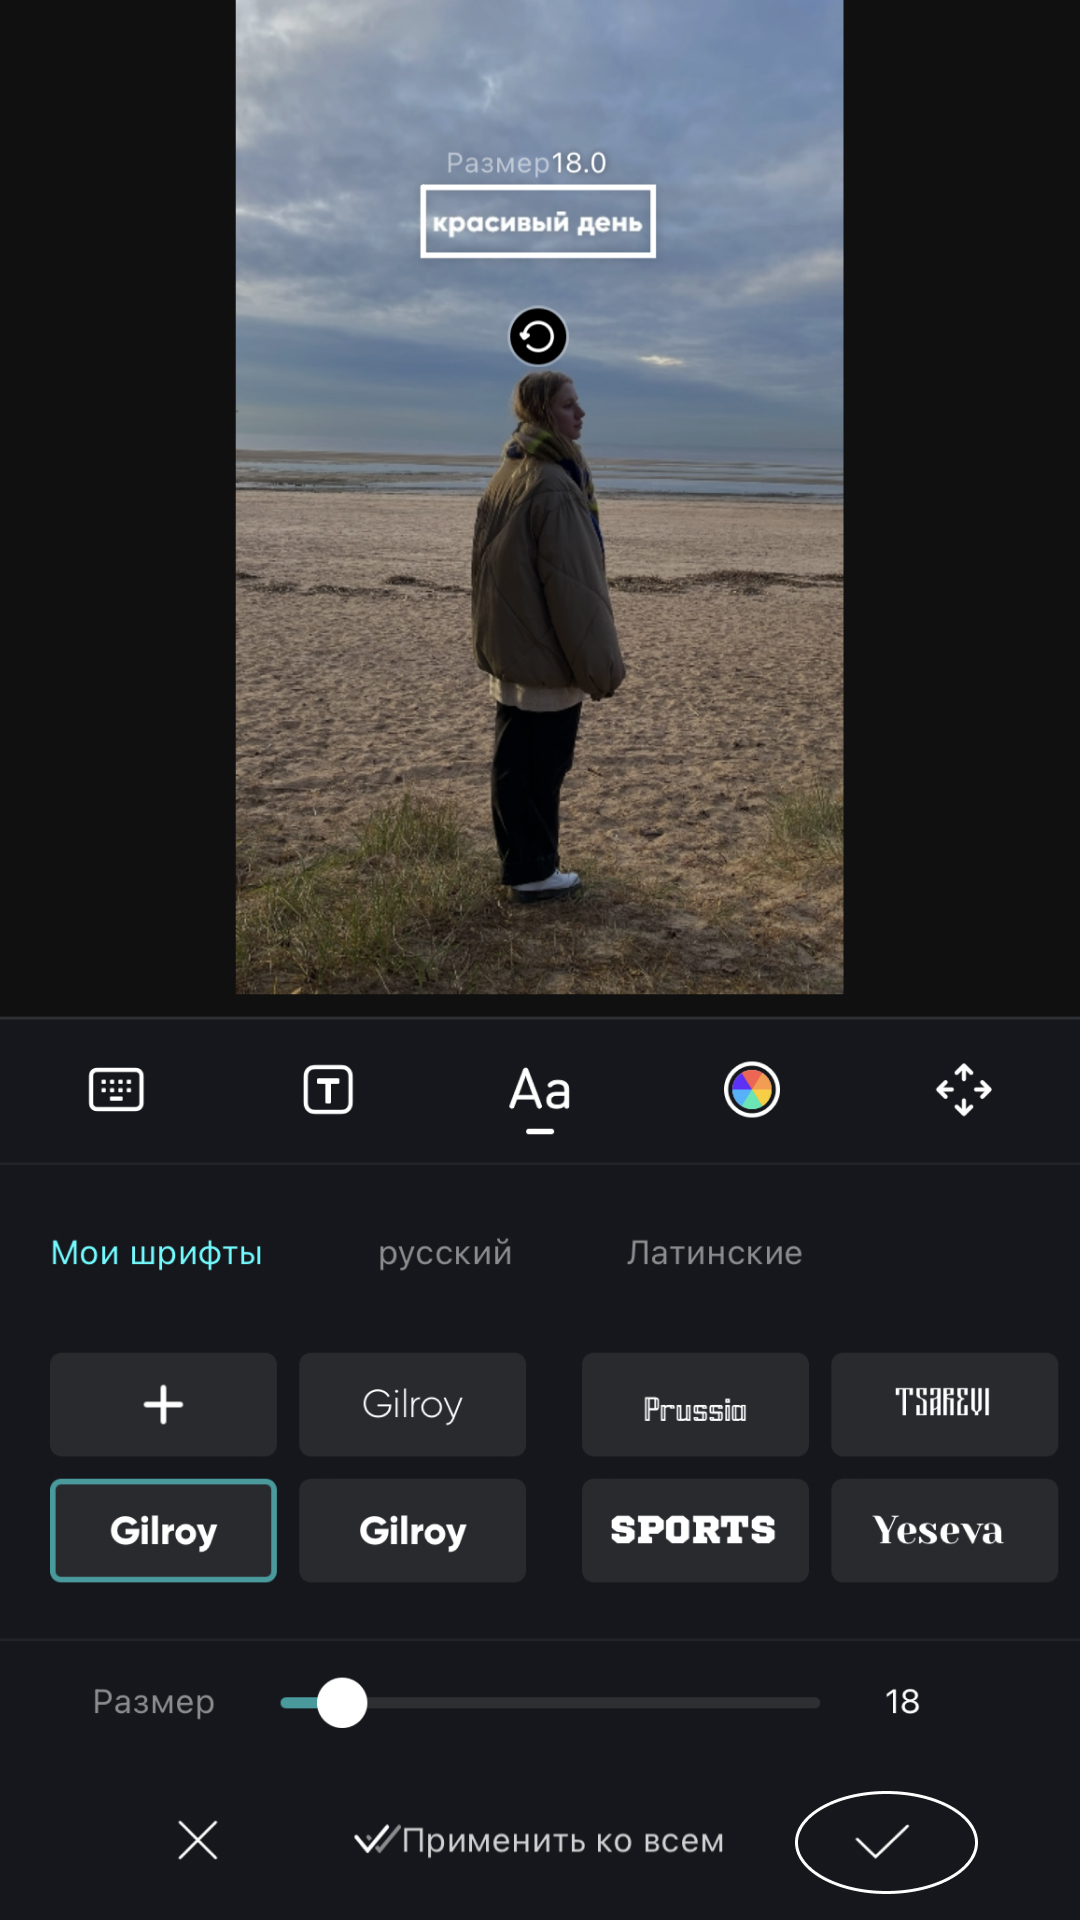 Размер18.0
красивый день
T
Aa
Мои шрифты русский Латинские
Gilroy Prussia TSAREVI
Gilroy Gilroy SPORTS Yeseva
Размер 18
Применить ко всем